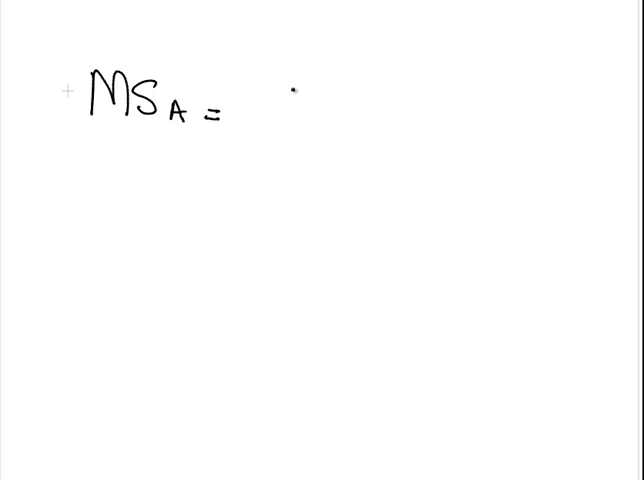 MS_A =